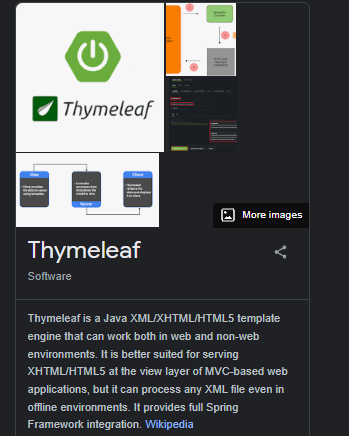 Thymeleaf
View
Client
Server
More images
Thymeleaf
Software
Thymeleaf is a Java XML/XHTML/HTML5 template
engine that can work both in web and non-web
environments. It is better suited for serving
XHTML/HTML5 at the view layer of MVC-based web
applications, but it can process any XML file even in
offline environments. It provides full Spring
Framework integration. Wikipedia